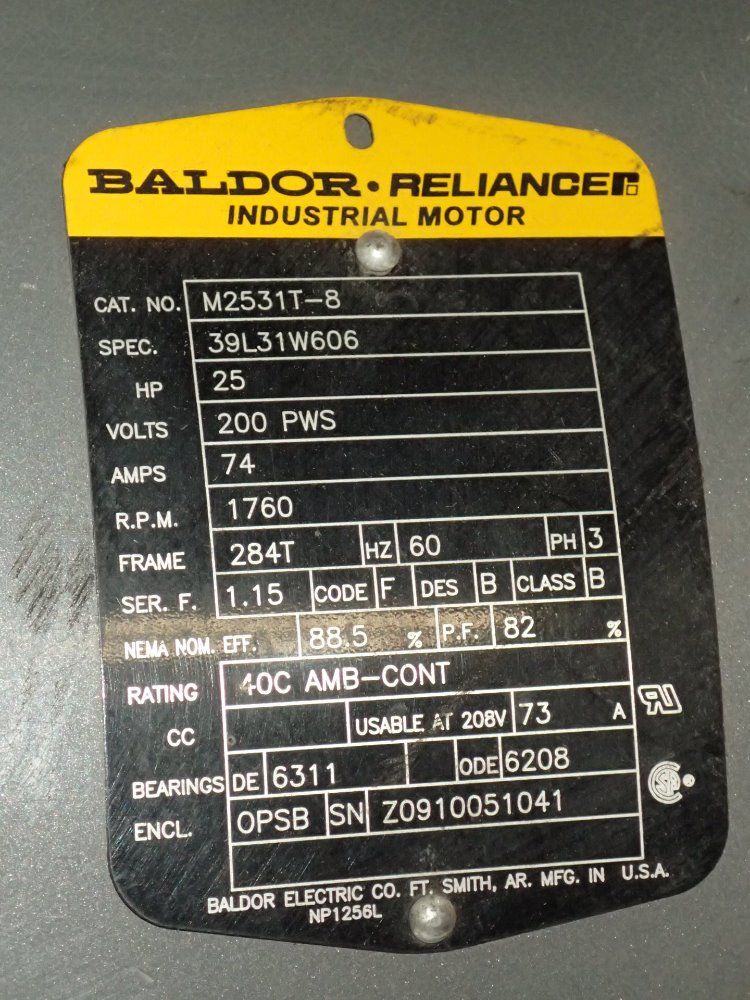 BALDOR • RELIANCE
INDUSTRIAL MOTOR
CAT. NO. M2531T-8
SPEC. 39L31W606
HP 25
VOLTS 200 PWS
AMPS 74
R.P.M. 1760
FRAME 284T HZ 60 PH 3
SER. F. 1.15 CODE F DES B CLASS B
NEMA NOM. EFF. 88.5 % P.F. 82 %
RATING 40C AMB-CONT
CC USABLE AT 208V 73 A
BEARINGS DE 6311 ODE 6208
ENCL. OPSB SN Z0910051041
BALDOR ELECTRIC CO. FT. SMITH, AR. MFG. IN U.S.A.
NP1256L